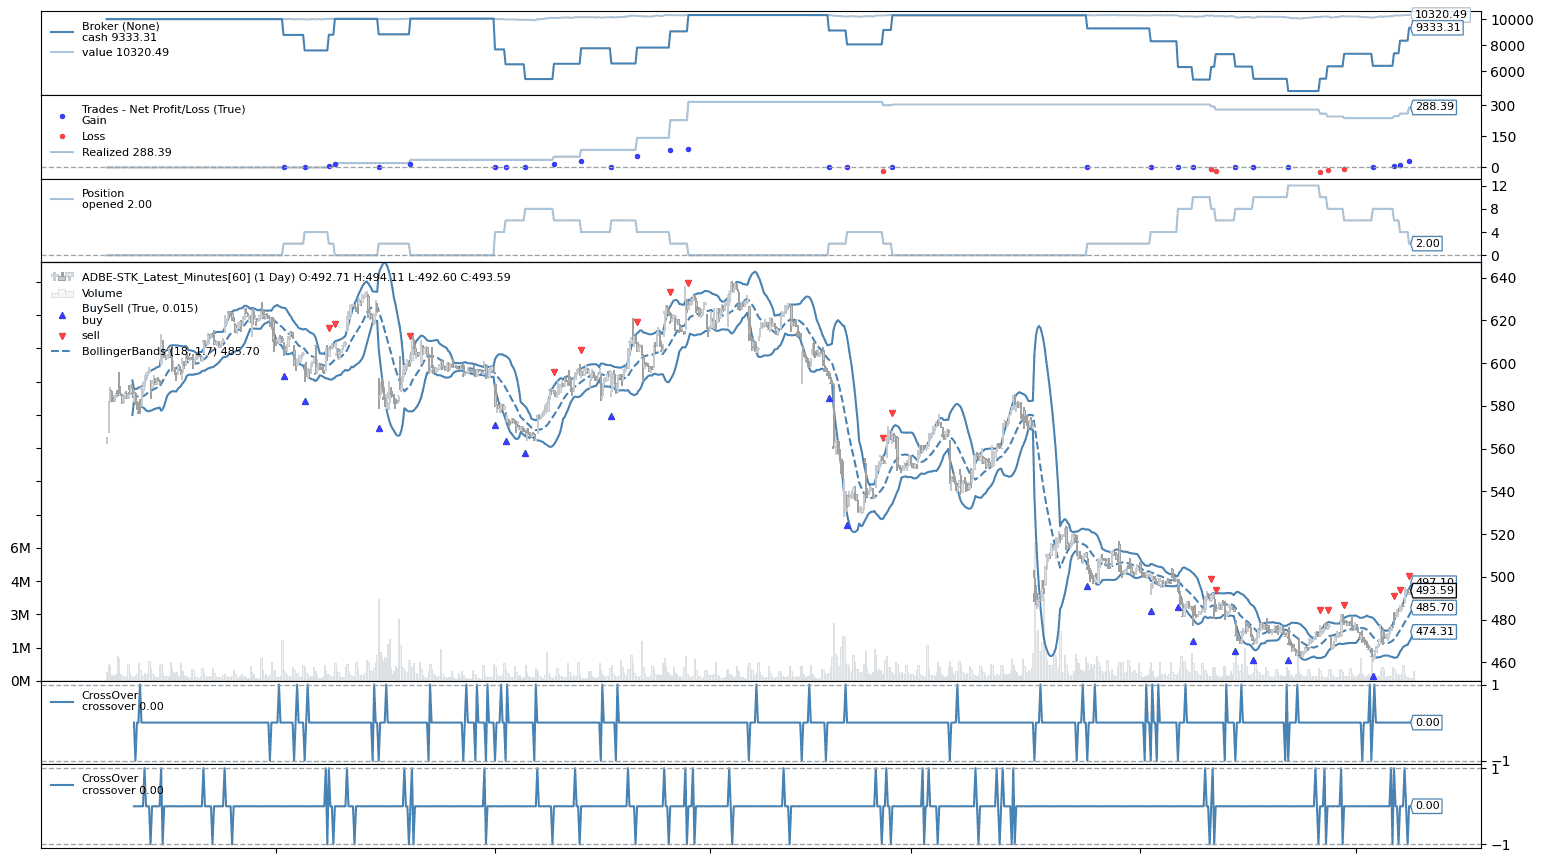 Broker (None)
cash 9333.31
value 10320.49
10320.49
9333.31
10000
8000
6000
Trades - Net Profit/Loss (True)
Gain
Loss
Realized 288.39
288.39
300
150
0
Position
opened 2.00
2.00
12
8
4
0
ADBE-STK_Latest_Minutes[60] (1 Day) O:492.71 H:494.11 L:492.60 C:493.59
Volume
BuySell (True, 0.015)
buy
sell
BollingerBands (18, 1.7) 485.70
640
620
600
580
560
540
520
500
480
460
497.10
493.59
485.70
474.31
6M
4M
3M
1M
0M
CrossOver
crossover 0.00
0.00
1
−1
CrossOver
crossover 0.00
0.00
1
−1